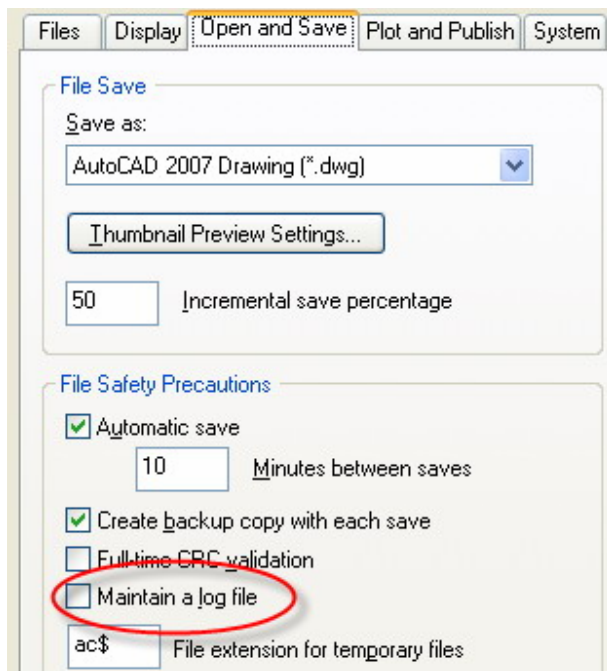 Files Display Open and Save Plot and Publish System
File Save
Save as:
AutoCAD 2007 Drawing (*.dwg)
Thumbnail Preview Settings...
50 Incremental save percentage
File Safety Precautions
Automatic save
10 Minutes between saves
Create backup copy with each save
Full-time CRC validation
Maintain a log file
ac$ File extension for temporary files